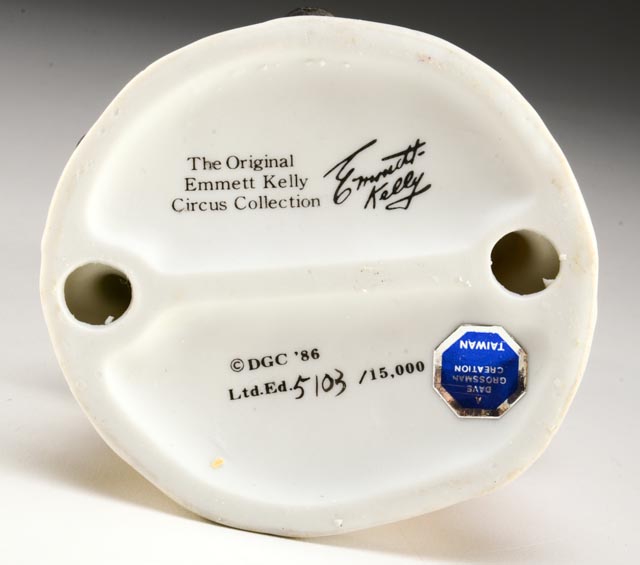 The Original
Emmett Kelly
Circus Collection
Emmett
Kelly
©DGC '86
Ltd.Ed. 5103 /15,000
A
DAVE
GROSSMAN
CREATION
TAIWAN